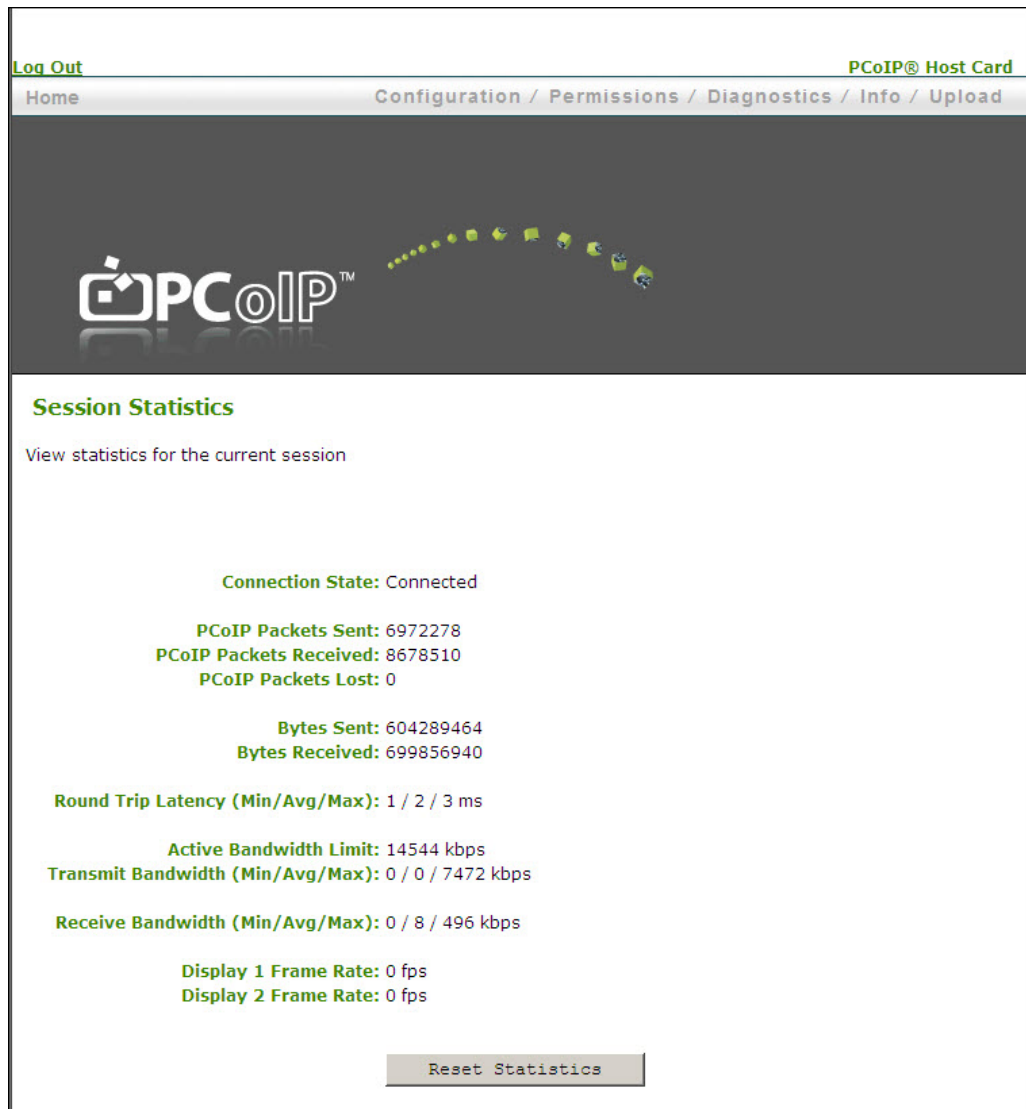 Log Out PCoIP® Host Card
Home Configuration / Permissions / Diagnostics / Info / Upload
PCoIP™
Session Statistics
View statistics for the current session
Connection State: Connected
PCoIP Packets Sent: 6972278
PCoIP Packets Received: 8678510
PCoIP Packets Lost: 0
Bytes Sent: 604289464
Bytes Received: 699856940
Round Trip Latency (Min/Avg/Max): 1 / 2 / 3 ms
Active Bandwidth Limit: 14544 kbps
Transmit Bandwidth (Min/Avg/Max): 0 / 0 / 7472 kbps
Receive Bandwidth (Min/Avg/Max): 0 / 8 / 496 kbps
Display 1 Frame Rate: 0 fps
Display 2 Frame Rate: 0 fps
Reset Statistics